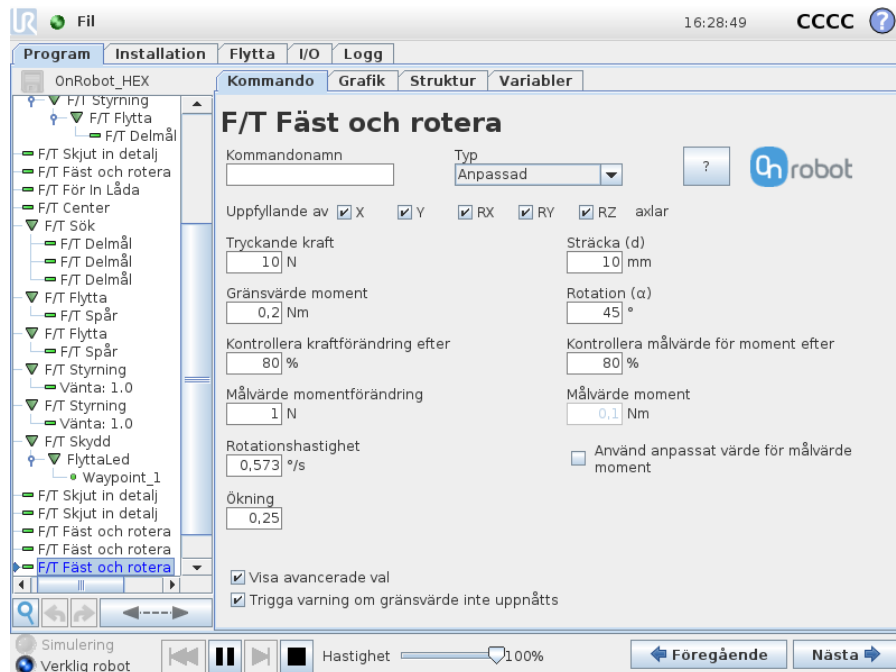 Fil 16:28:49 CCCC ?
Program Installation Flytta I/O Logg
OnRobot_HEX
F/T Styrning
F/T Flytta
F/T Delmål
F/T Skjut in detalj
F/T Fäst och rotera
F/T För In Låda
F/T Center
F/T Sök
F/T Delmål
F/T Delmål
F/T Delmål
F/T Flytta
F/T Spår
F/T Flytta
F/T Spår
F/T Styrning
Vänta: 1.0
F/T Styrning
Vänta: 1.0
F/T Skydd
FlyttaLed
Waypoint_1
F/T Skjut in detalj
F/T Skjut in detalj
F/T Fäst och rotera
F/T Fäst och rotera
F/T Fäst och rotera
Kommando Grafik Struktur Variabler
F/T Fäst och rotera
Kommandonamn Typ
Anpassad ? On robot
Uppfyllande av X Y RX RY RZ axlar
Tryckande kraft Sträcka (d)
10 N 10 mm
Gränsvärde moment Rotation (α)
0,2 Nm 45 °
Kontrollera kraftförändring efter Kontrollera målvärde för moment efter
80 % 80 %
Målvärde momentförändring Målvärde moment
1 N 0,1 Nm
Rotationshastighet
0,573 °/s
Använd anpassat värde för målvärde
moment
Ökning
0,25
Visa avancerade val
Trigga varning om gränsvärde inte uppnåtts
Simulering
Verklig robot
Hastighet 100%
Föregående Nästa
UR